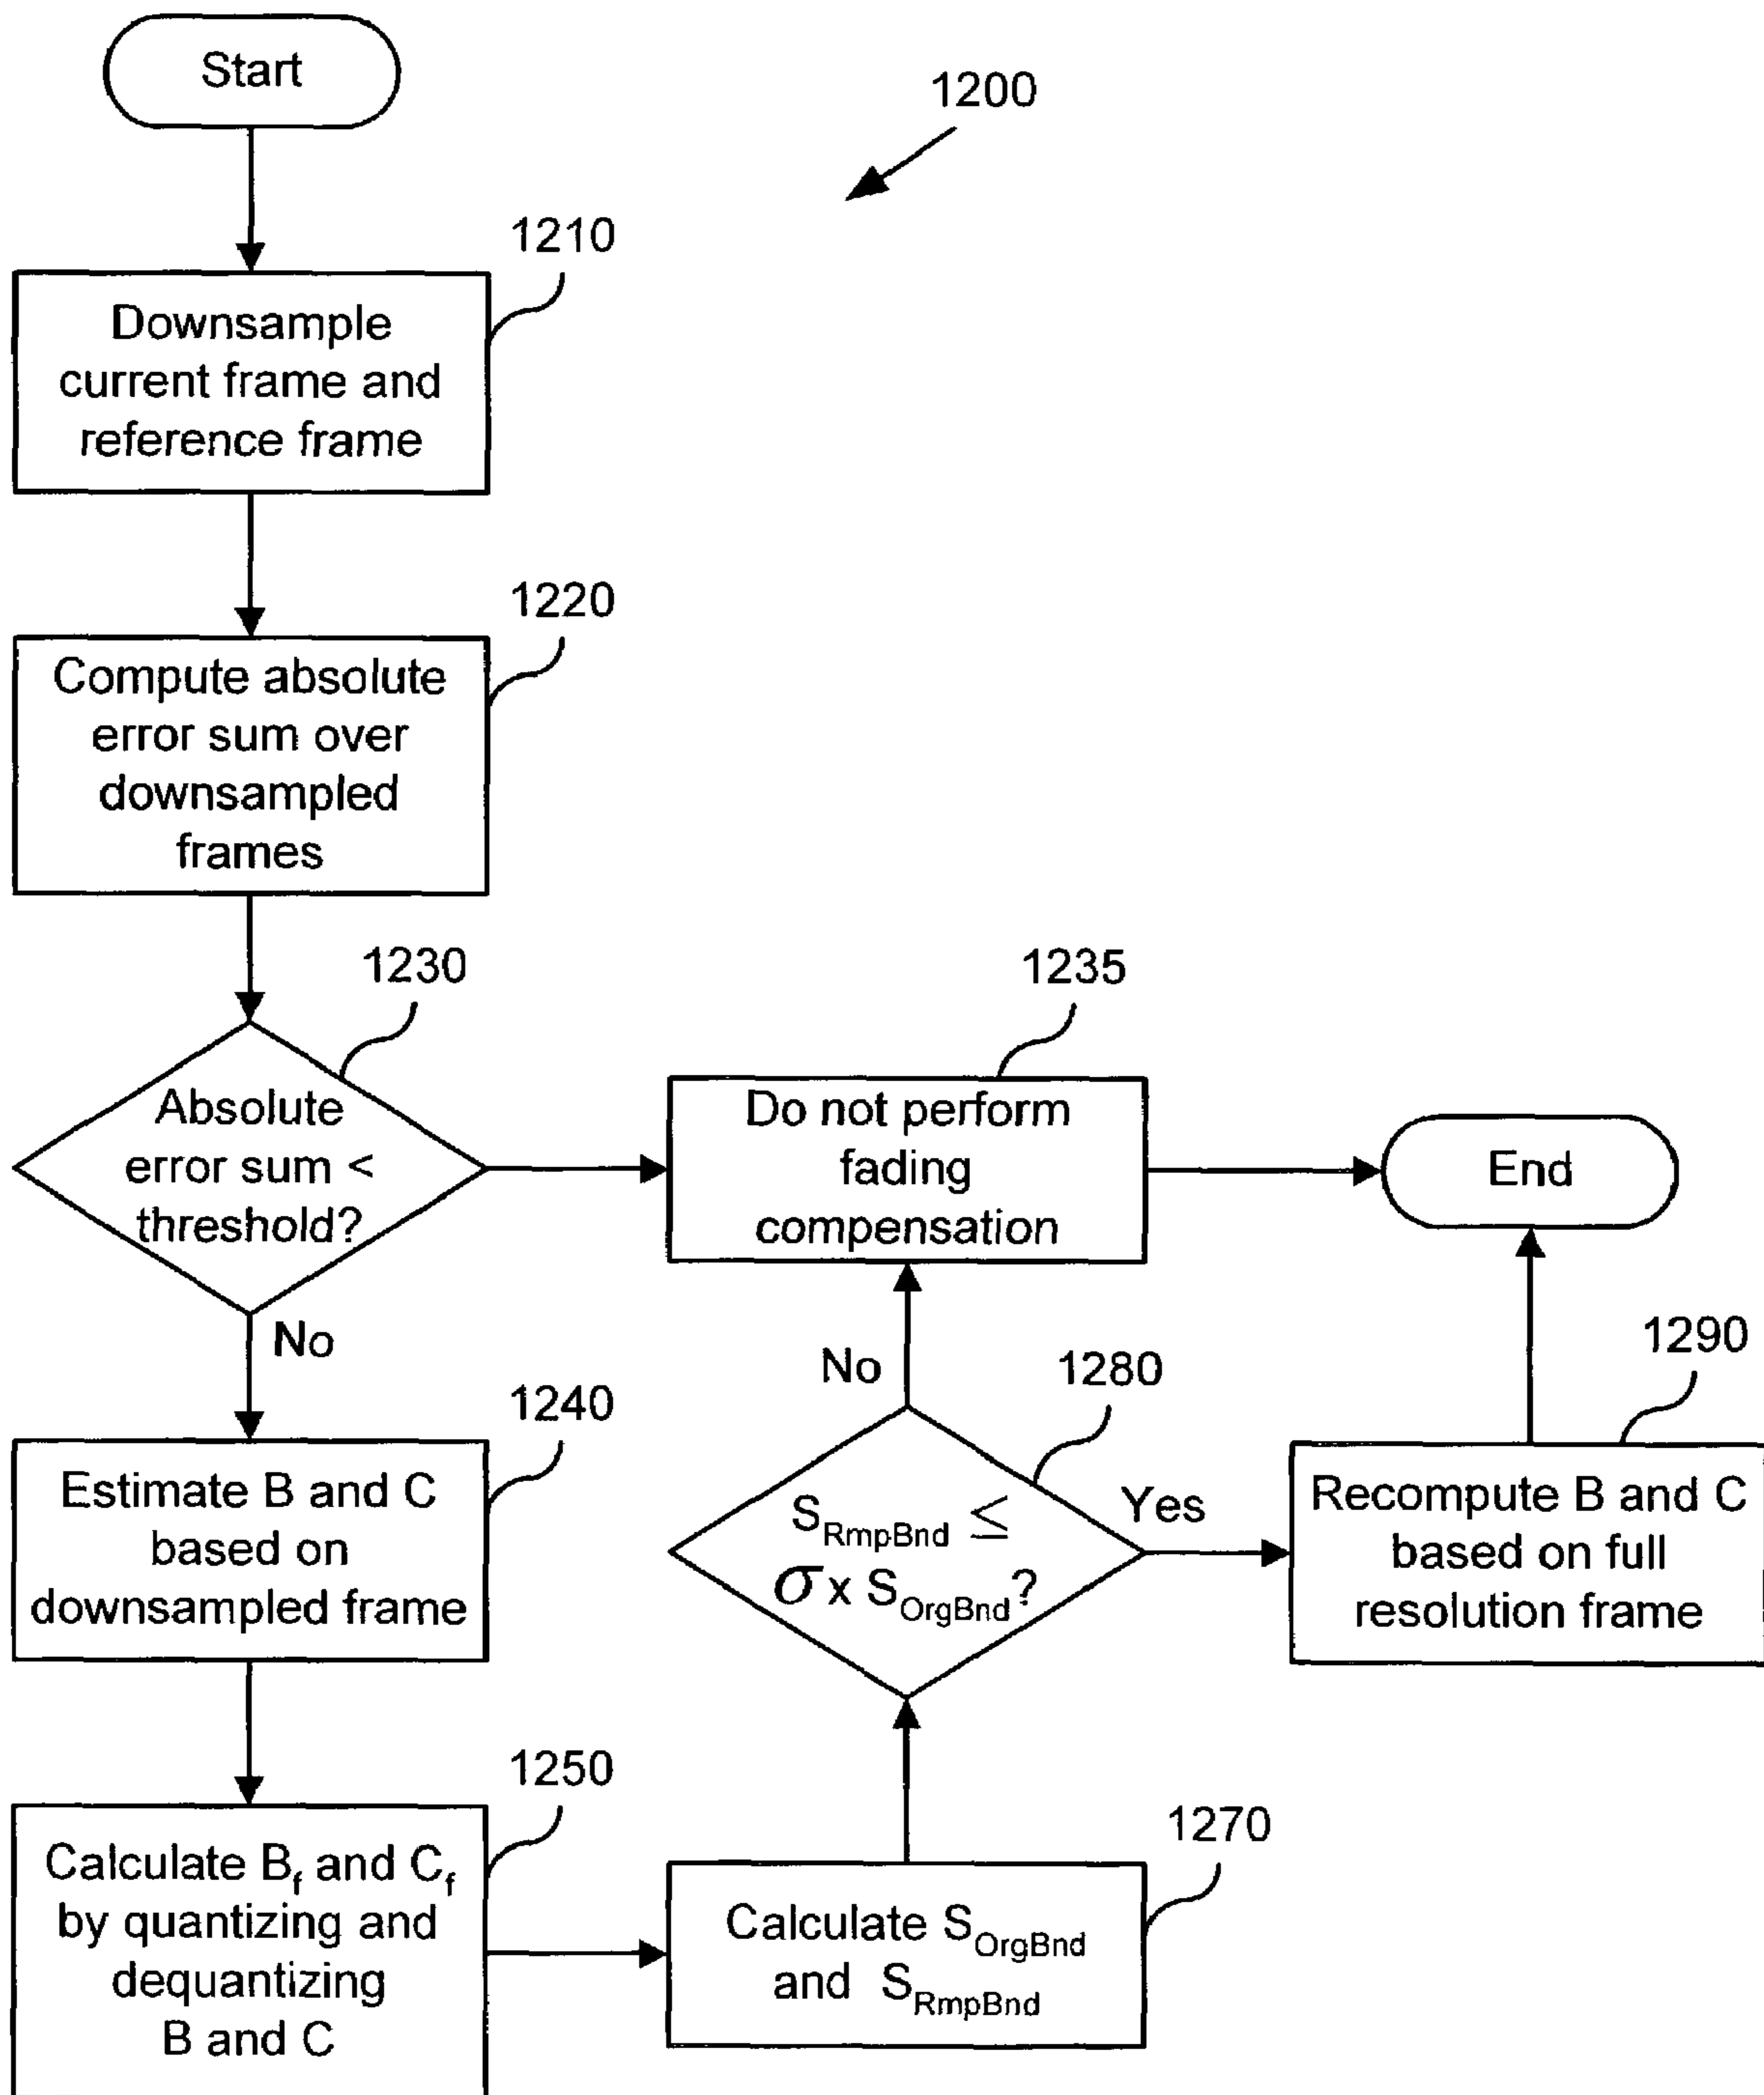 Start
1200
1210
Downsample
current frame and
reference frame
1220
Compute absolute
error sum over
downsampled
frames
1230
Absolute
error sum <
threshold?
No
1235
Do not perform
fading
compensation
End
1240
Estimate B and C
based on
downsampled frame
1250
Calculate B_f and C_f
by quantizing and
dequantizing
B and C
1270
Calculate S_OrgBnd
and S_RmpBnd
No
1280
S_RmpBnd ≤
σ x S_OrgBnd?
Yes
1290
Recompute B and C
based on full
resolution frame